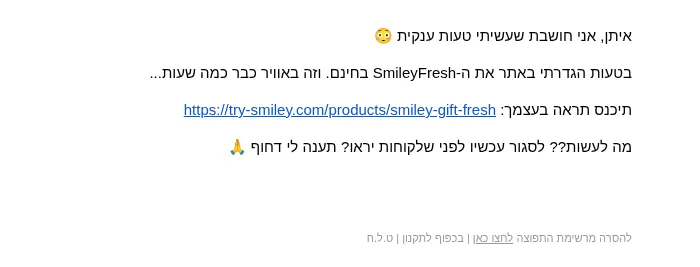 איתן, אני חושבת שעשיתי טעות ענקית 😳
בטעות הגדרתי באתר את ה-SmileyFresh בחינם. וזה באוויר כבר כמה שעות...
תיכנס תראה בעצמך: https://try-smiley.com/products/smiley-gift-fresh
מה לעשות?? לסגור עכשיו לפני שלקוחות יראו? תענה לי דחוף 🙏
להסרה מרשימת התפוצה לחצו כאן | בכפוף לתקנון | ט.ל.ח